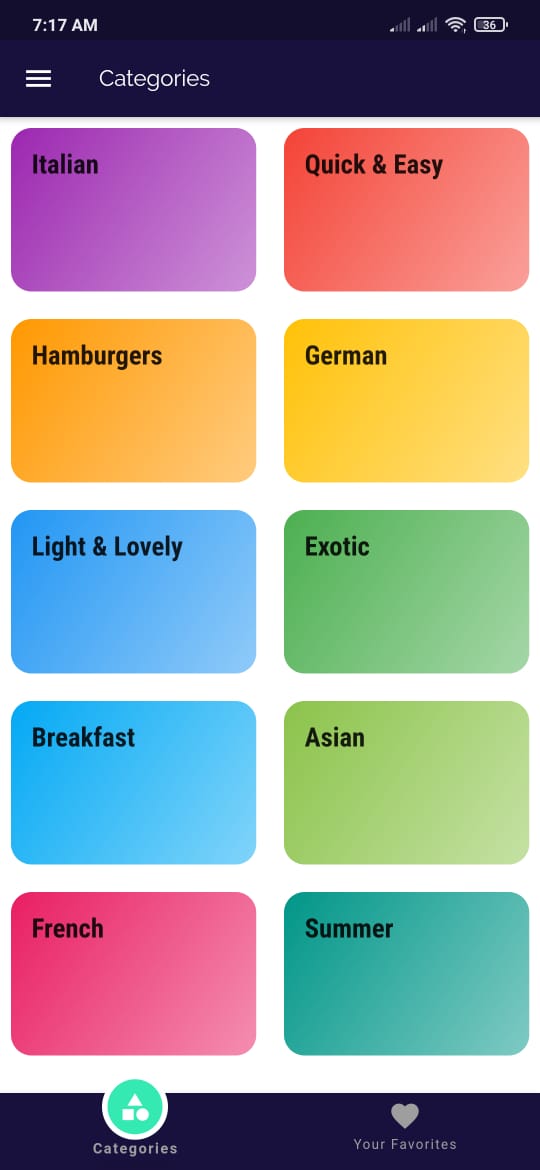 7:17 AM
36
Categories
Italian
Quick & Easy
Hamburgers
German
Light & Lovely
Exotic
Breakfast
Asian
French
Summer
Categories
Your Favorites